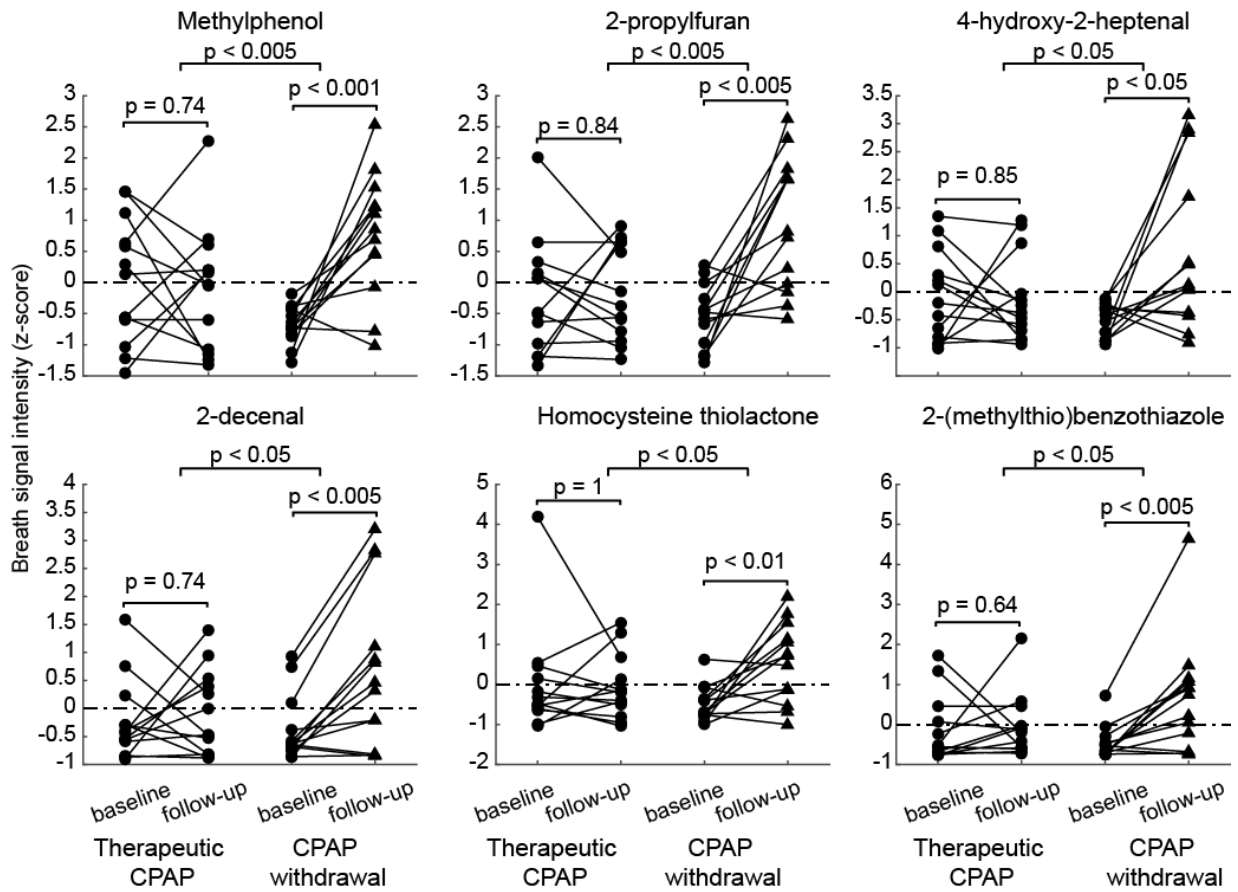 Methylphenol
2-propylfuran
4-hydroxy-2-heptenal
p < 0.005
p < 0.005
p < 0.05
p = 0.74
p < 0.001
p = 0.84
p < 0.005
p = 0.85
p < 0.05
3
2.5
2
1.5
1
0.5
0
-0.5
-1
-1.5
3
2.5
2
1.5
1
0.5
0
-0.5
-1
-1.5
3.5
3
2.5
2
1.5
1
0.5
0
-0.5
-1
Breath signal intensity (z-score)
2-decenal
Homocysteine thiolactone
2-(methylthio)benzothiazole
p < 0.05
p < 0.05
p < 0.05
p = 0.74
p < 0.005
p = 1
p < 0.01
p = 0.64
p < 0.005
4
3.5
3
2.5
2
1.5
1
0.5
0
-0.5
-1
5
4
3
2
1
0
-1
-2
6
5
4
3
2
1
0
-1
baseline follow-up baseline follow-up
baseline follow-up baseline follow-up
baseline follow-up baseline follow-up
Therapeutic CPAP
CPAP withdrawal
Therapeutic CPAP
CPAP withdrawal
Therapeutic CPAP
CPAP withdrawal